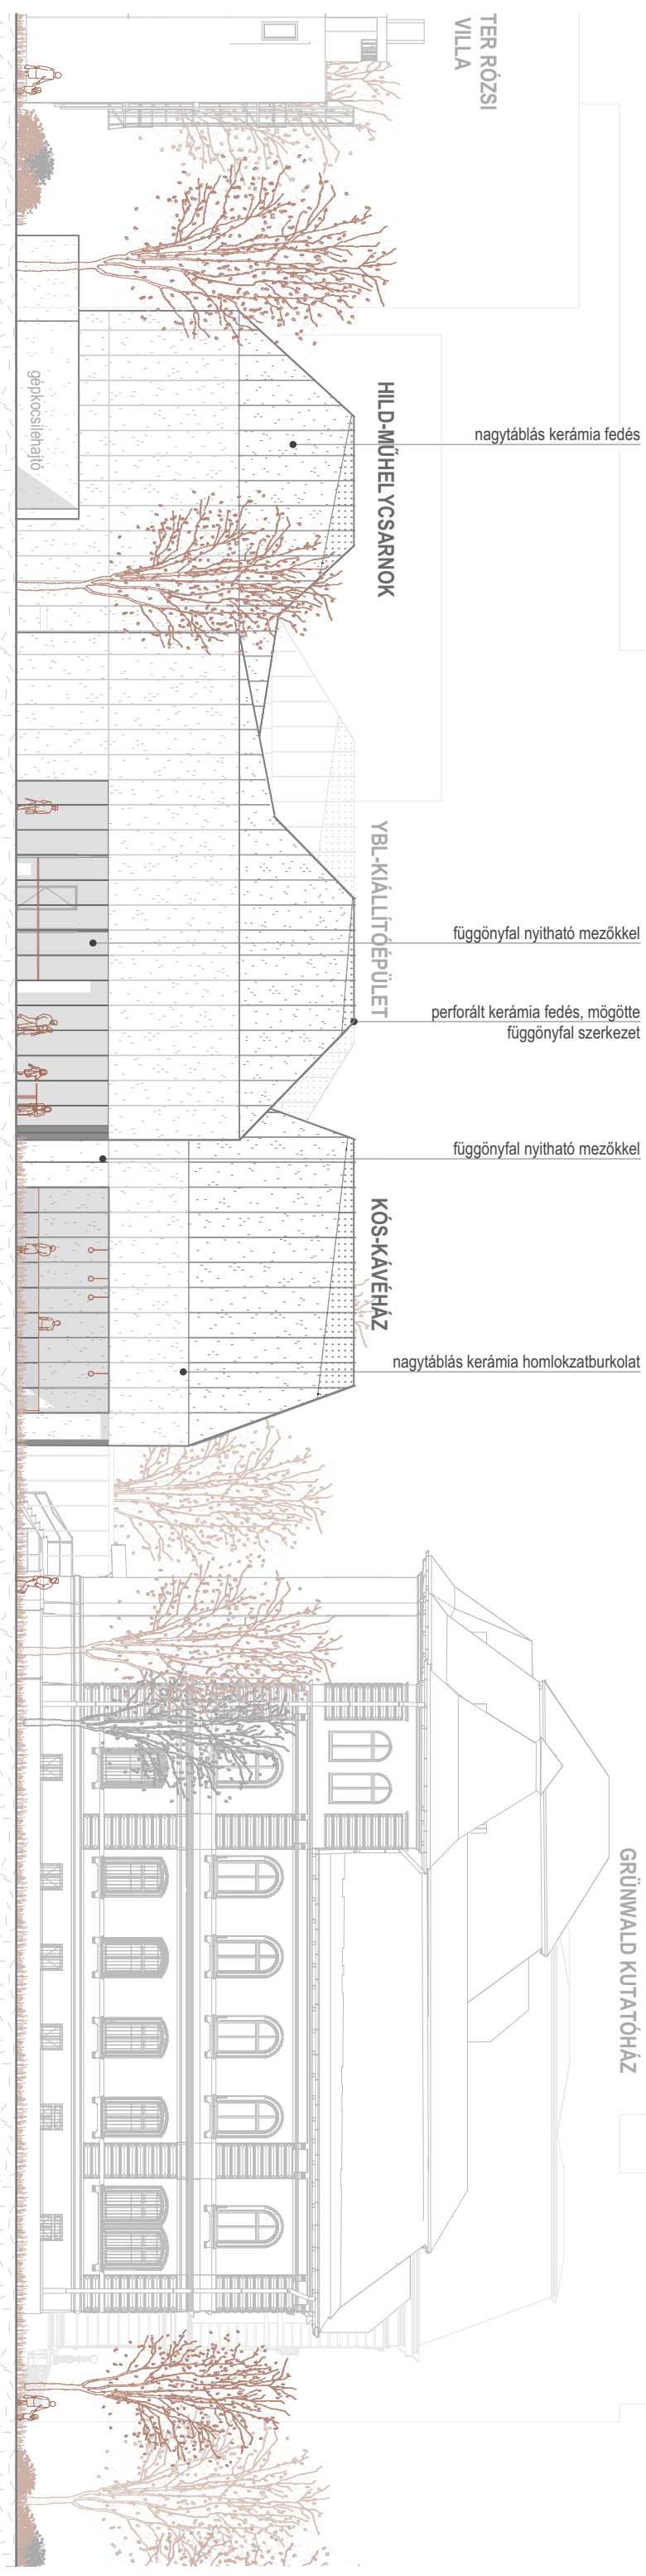 TER RÓZSI
VILLA
HILD-MŰHELYCSARNOK
nagytáblás kerámia fedés
gépkocsilehajtó
YBL-KIÁLLÍTÓÉPÜLET
függönyfal nyitható mezőkkel
perforált kerámia fedés, mögötte
függönyfal szerkezet
függönyfal nyitható mezőkkel
KÓS-KÁVÉHÁZ
nagytáblás kerámia homlokzatburkolat
GRÜNWALD KUTATÓHÁZ